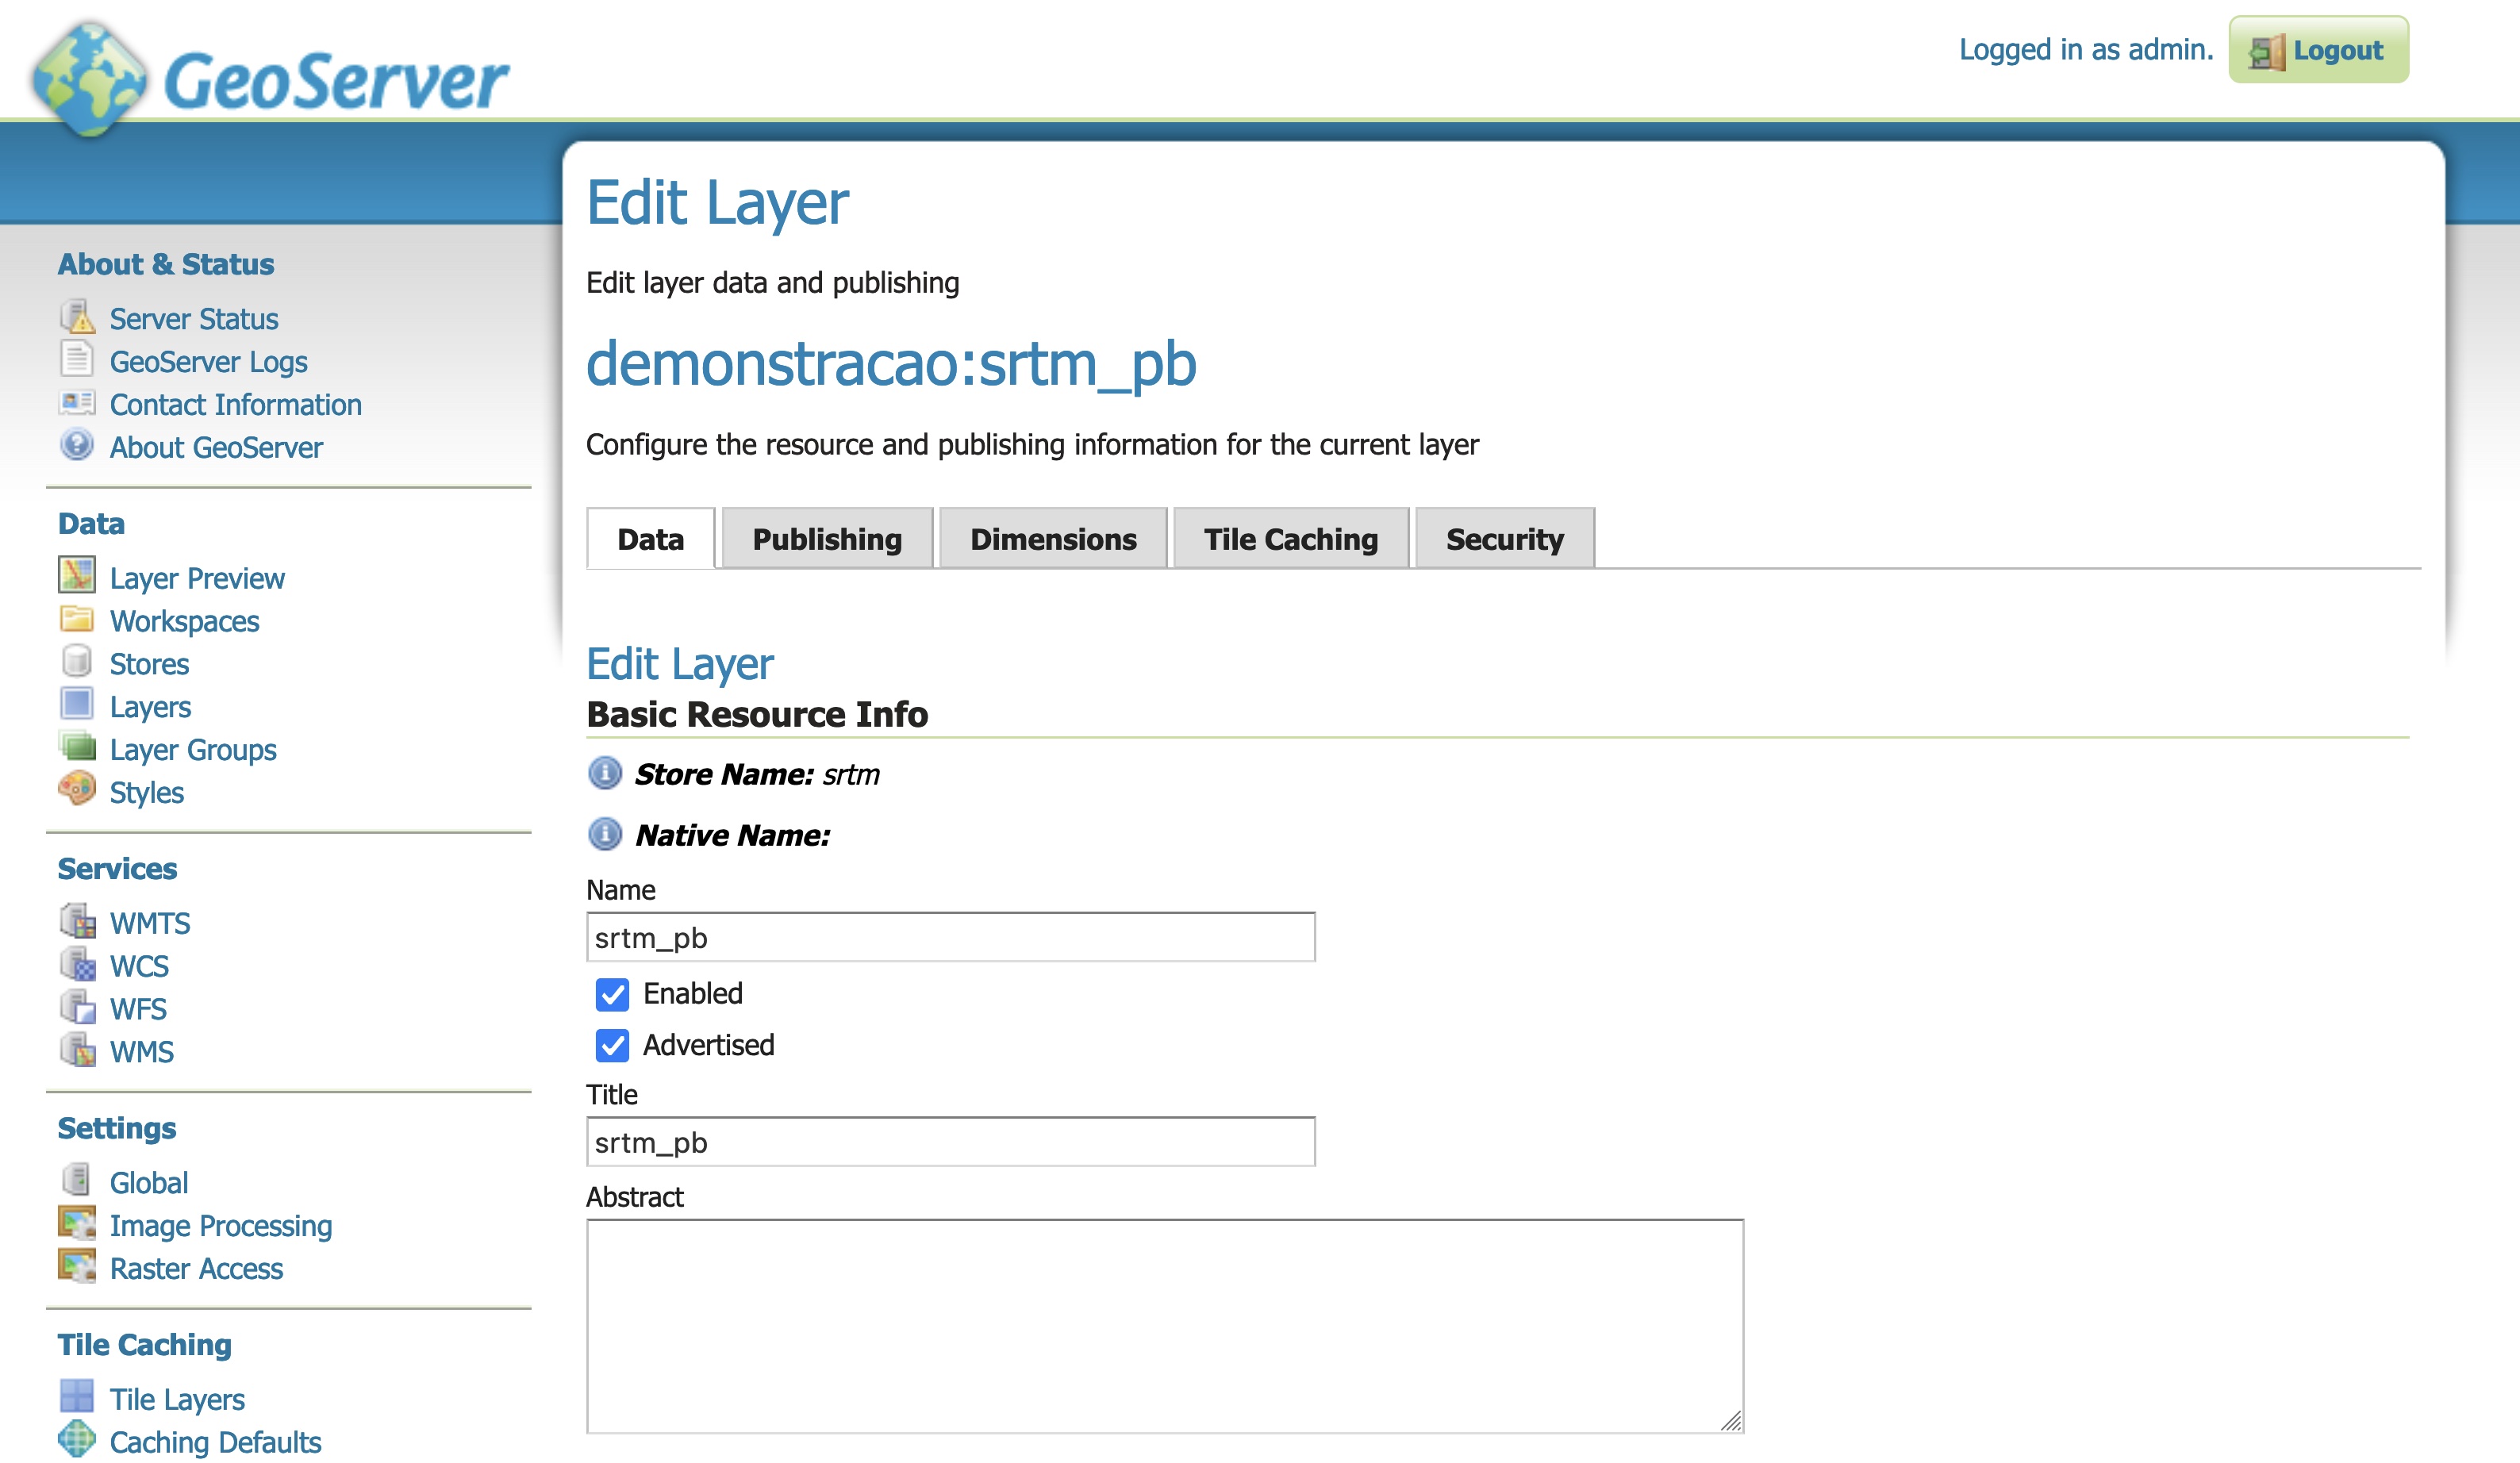 GeoServer
Logged in as admin.
Logout
About & Status
Server Status
GeoServer Logs
Contact Information
About GeoServer
Data
Layer Preview
Workspaces
Stores
Layers
Layer Groups
Styles
Services
WMTS
WCS
WFS
WMS
Settings
Global
Image Processing
Raster Access
Tile Caching
Tile Layers
Caching Defaults
Edit Layer
Edit layer data and publishing
demonstracao:srtm_pb
Configure the resource and publishing information for the current layer
Data Publishing Dimensions Tile Caching Security
Edit Layer
Basic Resource Info
Store Name: srtm
Native Name:
Name
srtm_pb
Enabled
Advertised
Title
srtm_pb
Abstract